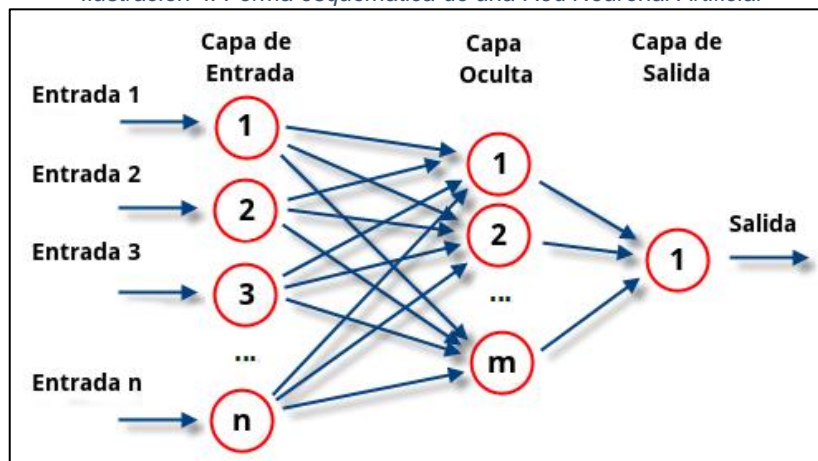 Capa de
Entrada
Capa
Oculta
Capa de
Salida
Entrada 1
1
Entrada 2
2
Entrada 3
3
...
Entrada n
n
1
2
...
m
1
Salida